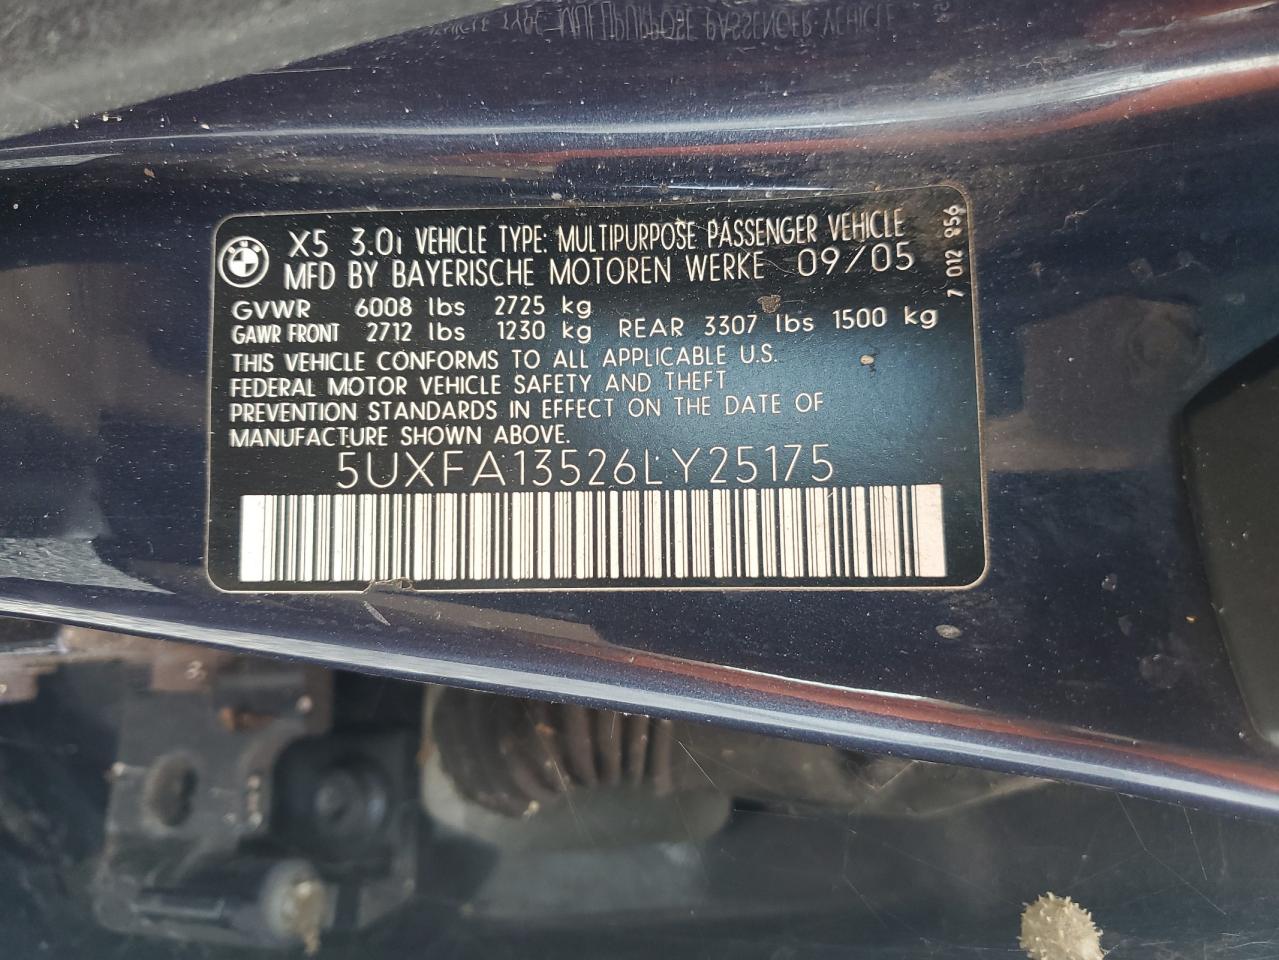 X5 3.0i VEHICLE TYPE: MULTIPURPOSE PASSENGER VEHICLE
MFD BY BAYERISCHE MOTOREN WERKE 09/05
7 012 956
GVWR 6008 lbs 2725 kg
GAWR FRONT 2712 lbs 1230 kg REAR 3307 lbs 1500 kg
THIS VEHICLE CONFORMS TO ALL APPLICABLE U.S.
FEDERAL MOTOR VEHICLE SAFETY AND THEFT
PREVENTION STANDARDS IN EFFECT ON THE DATE OF
MANUFACTURE SHOWN ABOVE.
5UXFA13526LY25175